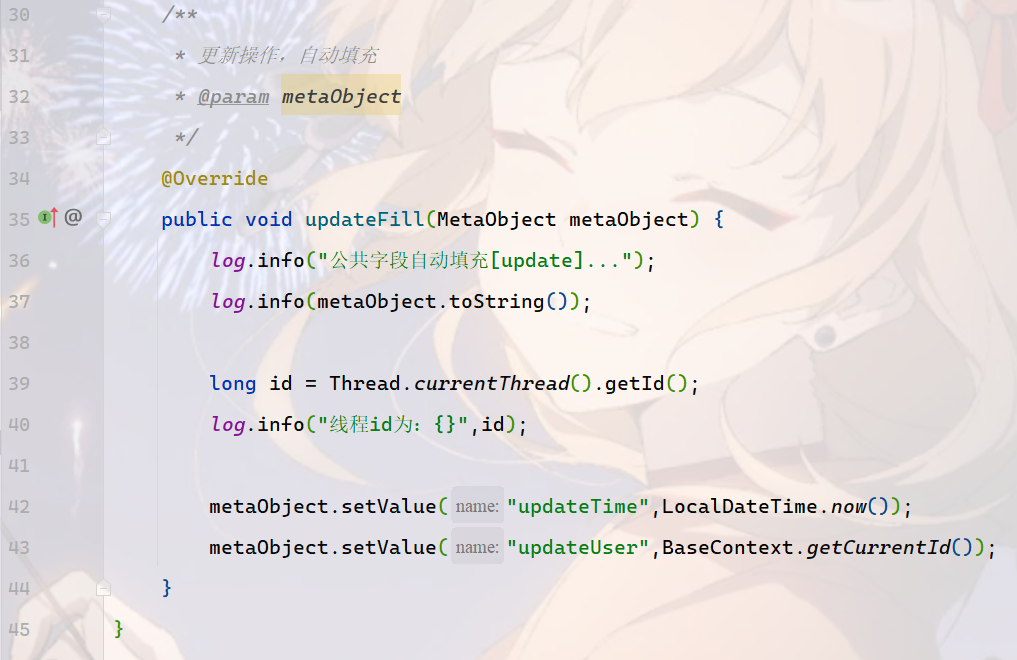 30 /**
31 * 更新操作，自动填充
32 * @param metaObject
33 */
34 @Override
35 @ public void updateFill(MetaObject metaObject) {
36 log.info("公共字段自动填充[update]...");
37 log.info(metaObject.toString());
38
39 long id = Thread.currentThread().getId();
40 log.info("线程id为：{}",id);
41
42 metaObject.setValue( name: "updateTime",LocalDateTime.now());
43 metaObject.setValue( name: "updateUser",BaseContext.getCurrentId());
44 }
45 }